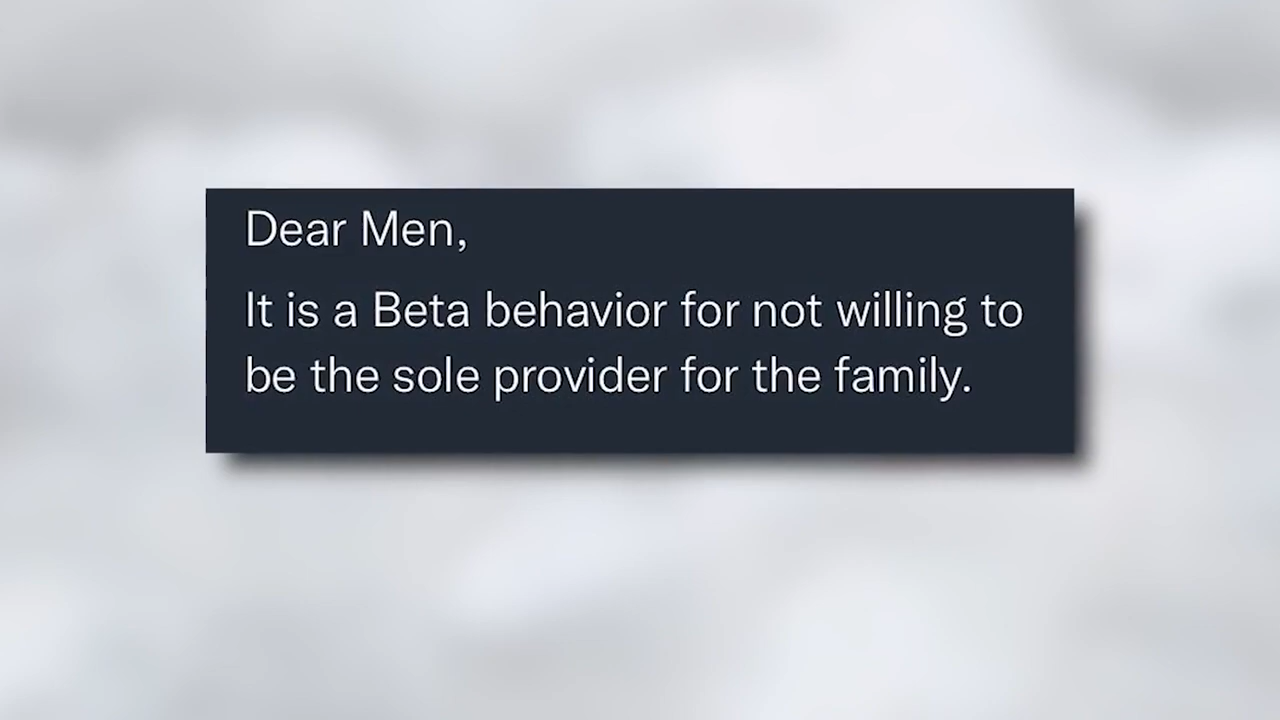 Dear Men,
It is a Beta behavior for not willing to
be the sole provider for the family.